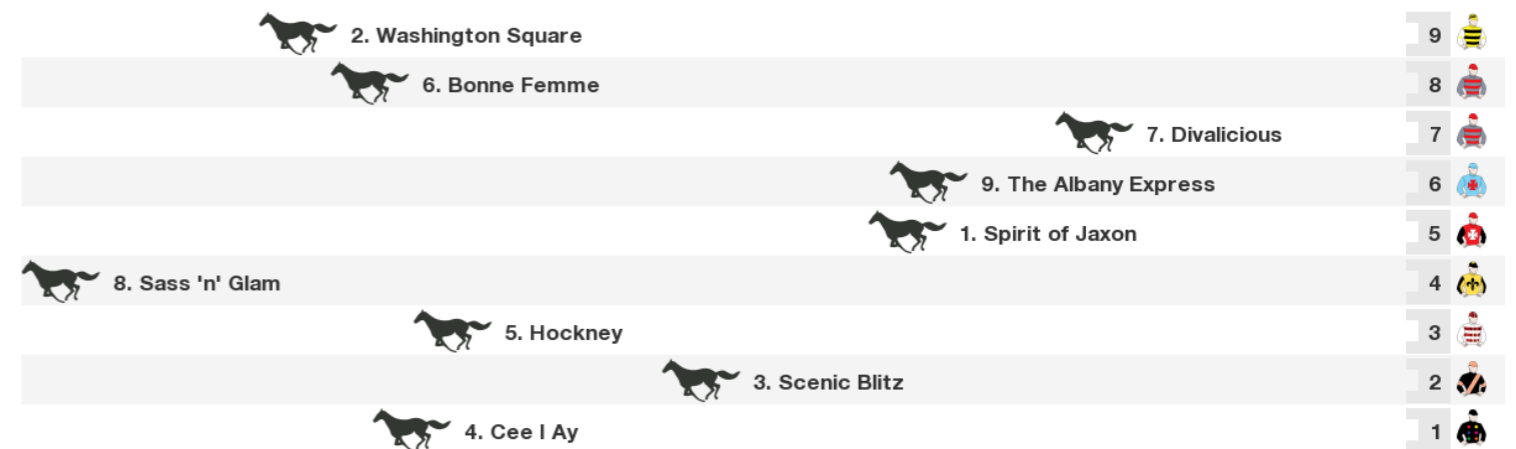 2. Washington Square 9
6. Bonne Femme 8
7. Divalicious 7
9. The Albany Express 6
1. Spirit of Jaxon 5
8. Sass 'n' Glam 4
5. Hockney 3
3. Scenic Blitz 2
4. Cee I Ay 1